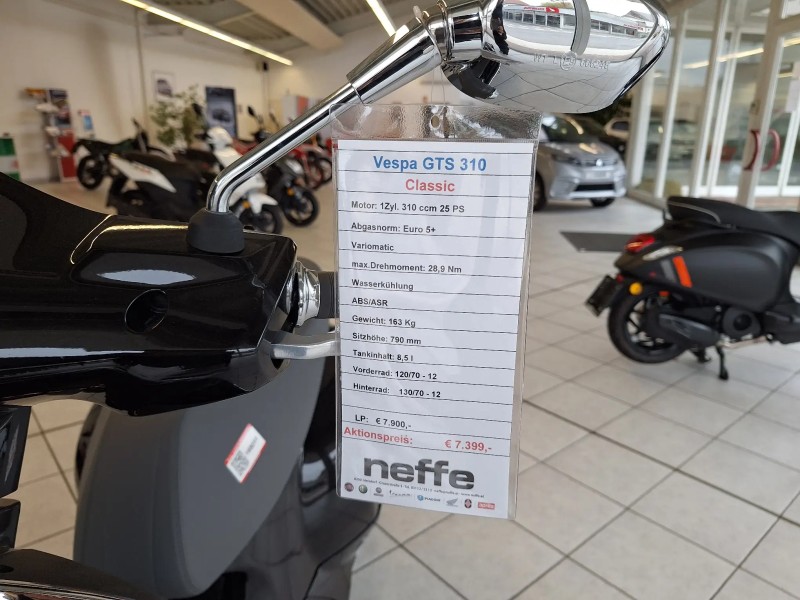 Vespa GTS 310
Classic
Motor: 1Zyl. 310 ccm 25 PS
Abgasnorm: Euro 5+
Variomatic
max.Drehmoment: 28,9 Nm
Wasserkühlung
ABS/ASR
Gewicht: 163 Kg
Sitzhöhe: 790 mm
Tankinhalt: 8,5 l
Vorderrad: 120/70 - 12
Hinterrad: 130/70 - 12
LP: € 7.900,-
Aktionspreis: € 7.399,-
neffe